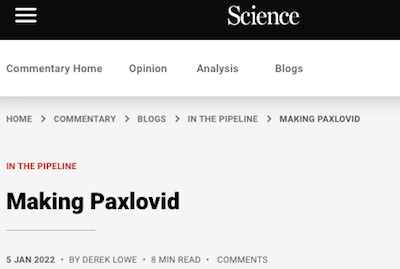 Science
Commentary Home Opinion Analysis Blogs
HOME > COMMENTARY > BLOGS > IN THE PIPELINE > MAKING PAXLOVID
IN THE PIPELINE
Making Paxlovid
5 JAN 2022 • BY DEREK LOWE • 8 MIN READ • COMMENTS